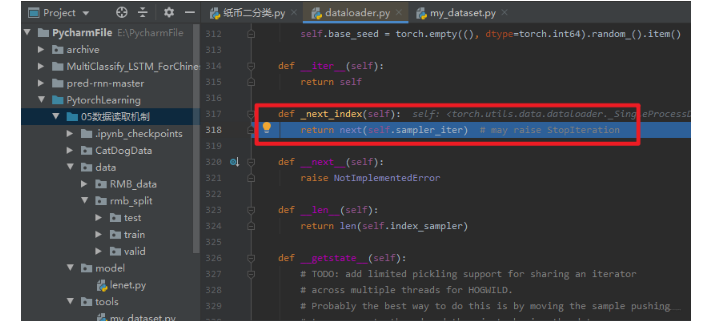 Project
纸币二分类.py
dataloader.py
my_dataset.py
PycharmFile E:\PycharmFile
archive
MultiClassify_LSTM_ForChine
pred-rnn-master
PytorchLearning
05数据读取机制
.ipynb_checkpoints
CatDogData
data
RMB_data
rmb_split
test
train
valid
model
lenet.py
tools
my_dataset.py
312 self.base_seed = torch.empty((), dtype=torch.int64).random_().item()
313
314 def __iter__(self):
315 return self
316
317 def _next_index(self): self: <torch.utils.data.dataloader._SingleProcessD
318 return next(self.sampler_iter) # may raise StopIteration
319
320 def __next__(self):
321 raise NotImplementedError
322
323 def __len__(self):
324 return len(self.index_sampler)
325
326 def __getstate__(self):
327 # TODO: add limited pickling support for sharing an iterator
328 # across multiple threads for HOGWILD.
329 # Probably the best way to do this is by moving the sample pushing